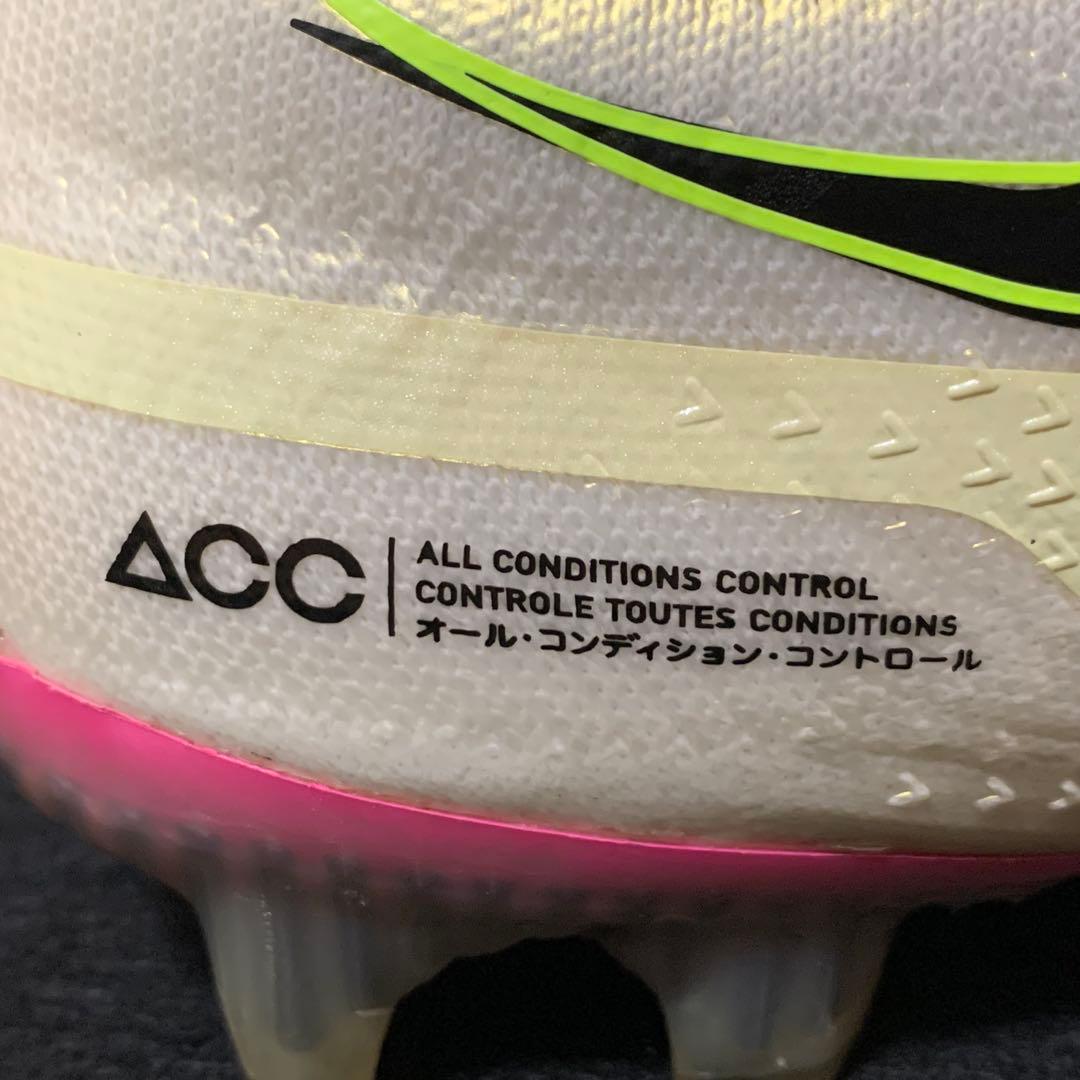 ACC
ALL CONDITIONS CONTROL
CONTROLE TOUTES CONDITIONS
オール・コンディション・コントロール